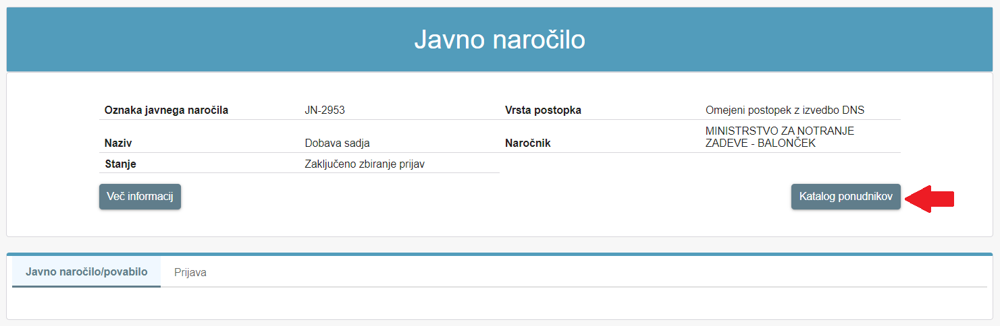 Javno naročilo
Oznaka javnega naročila JN-2953 Vrsta postopka Omejeni postopek z izvedbo DNS
Naziv Dobava sadja Naročnik MINISTRSTVO ZA NOTRANJE
ZADEVE - BALONČEK
Stanje Zaključeno zbiranje prijav
Več informacij Katalog ponudnikov
Javno naročilo/povabilo Prijava